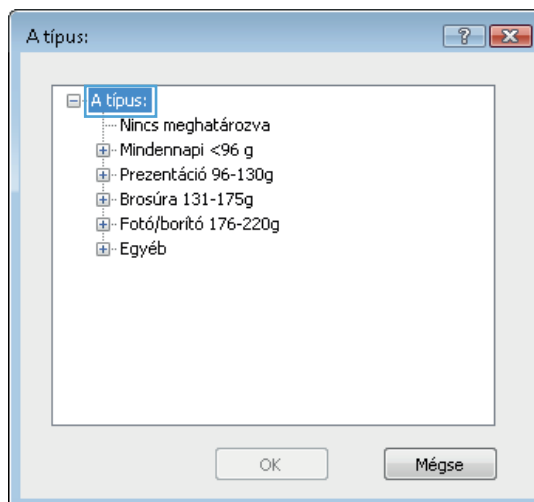 A típus:
A típus:
Nincs meghatározva
Mindennapi <96 g
Prezentáció 96-130g
Brosúra 131-175g
Fotó/borító 176-220g
Egyéb
OK
Mégse